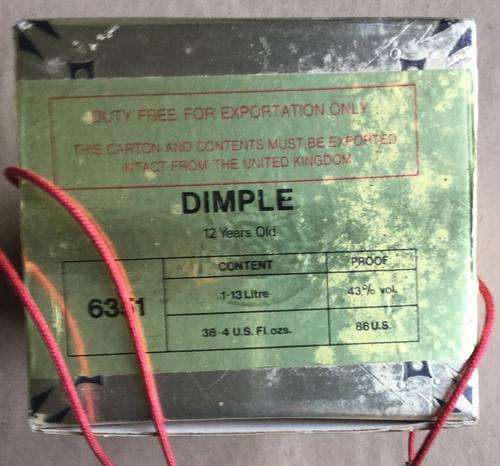 DUTY FREE FOR EXPORTATION ONLY
THIS CARTON AND CONTENTS MUST BE EXPORTED
INTACT FROM THE UNITED KINGDOM
DIMPLE
12 Years Old
CONTENT PROOF
6351 1·13 Litre 43% vol.
38·4 U.S. Fl. ozs. 86 U.S.